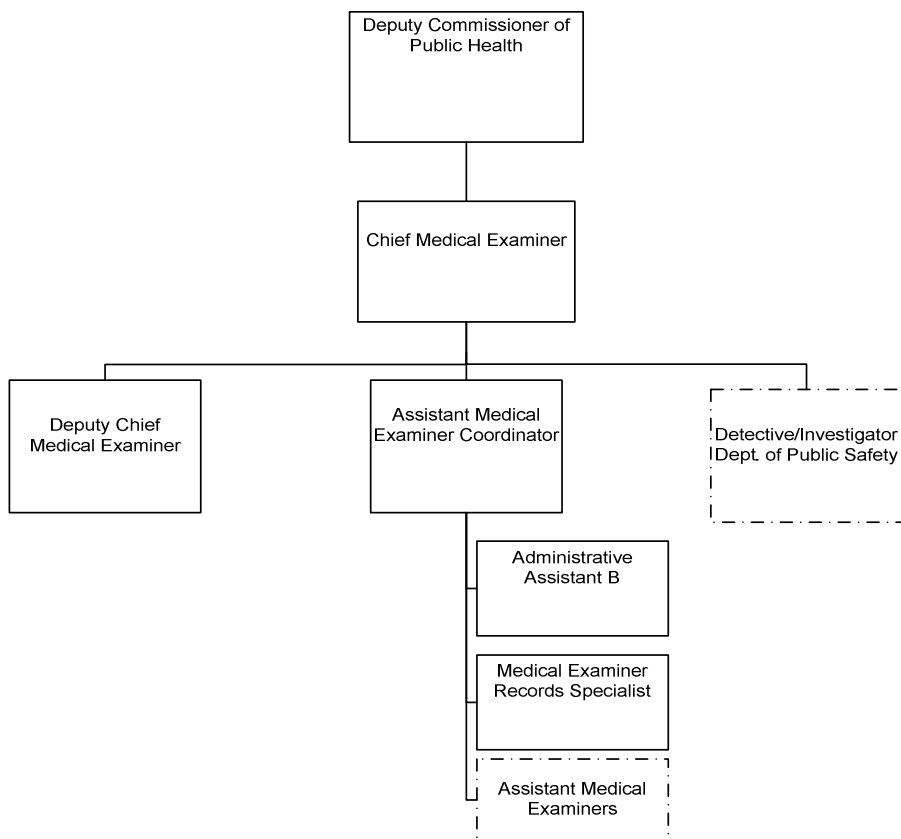 Deputy Commissioner of
Public Health
Chief Medical Examiner
Deputy Chief
Medical Examiner
Assistant Medical
Examiner Coordinator
Detective/Investigator
Dept. of Public Safety
Administrative
Assistant B
Medical Examiner
Records Specialist
Assistant Medical
Examiners